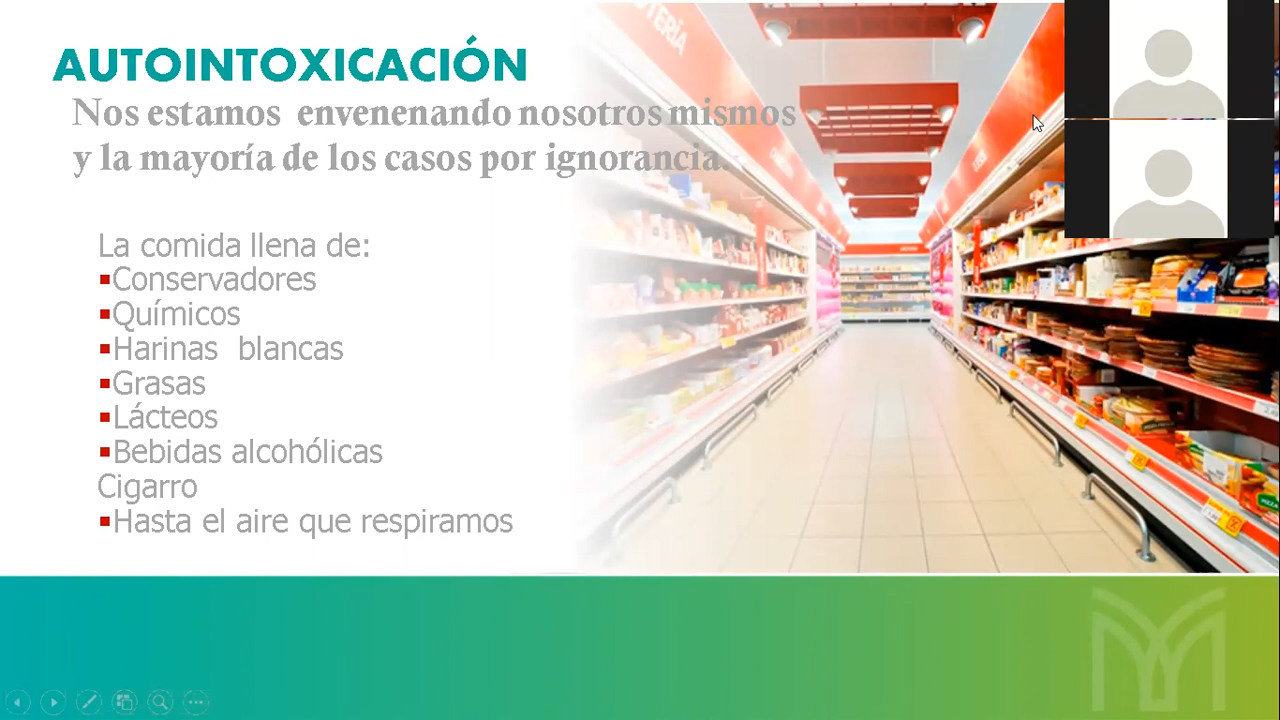 AUTOINTOXICACIÓN
Nos estamos envenenando nosotros mismos
y la mayoría de los casos por ignorancia.
La comida llena de:
▪Conservadores
▪Químicos
▪Harinas blancas
▪Grasas
▪Lácteos
▪Bebidas alcohólicas
Cigarro
▪Hasta el aire que respiramos